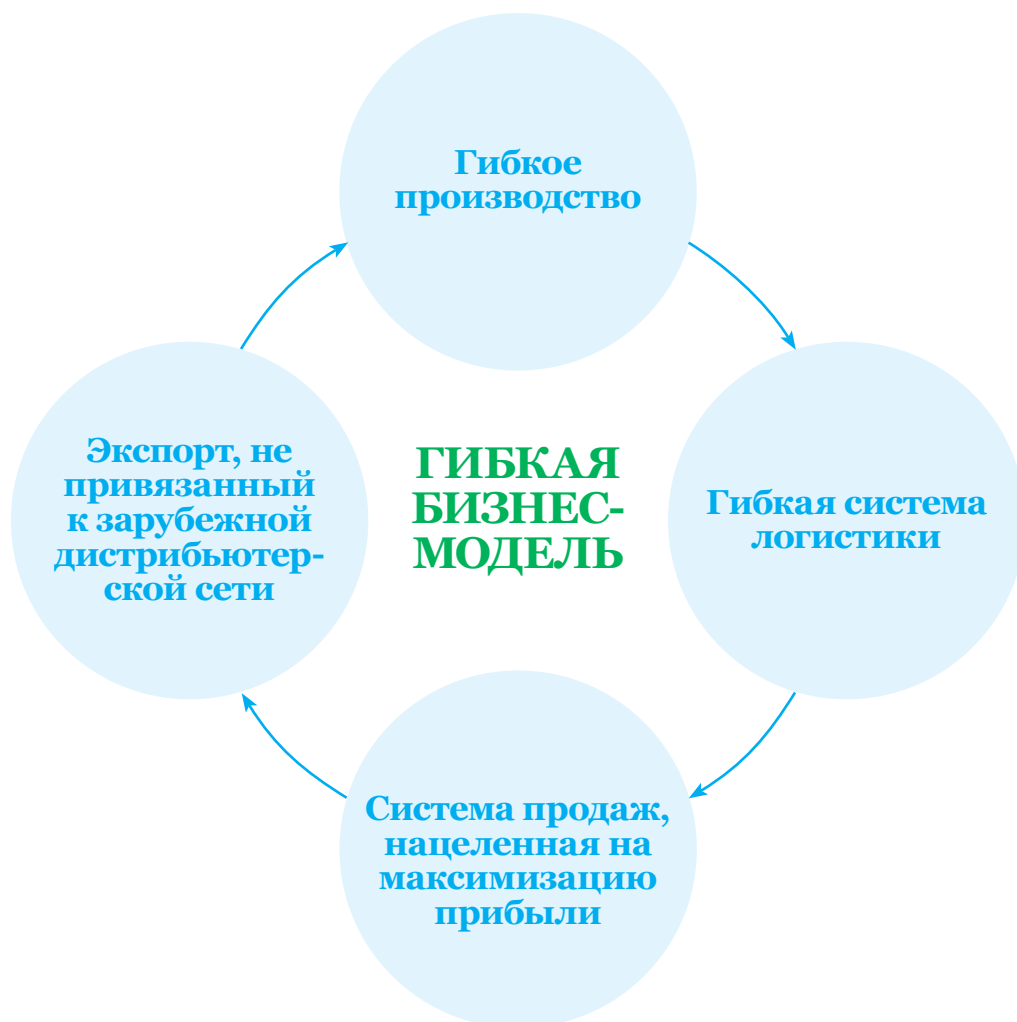 Гибкое
производство
Экспорт, не
привязанный
к зарубежной
дистрибьютер-
ской сети
ГИБКАЯ
БИЗНЕС-
МОДЕЛЬ
Гибкая система
логистики
Система продаж,
нацеленная на
максимизацию
прибыли